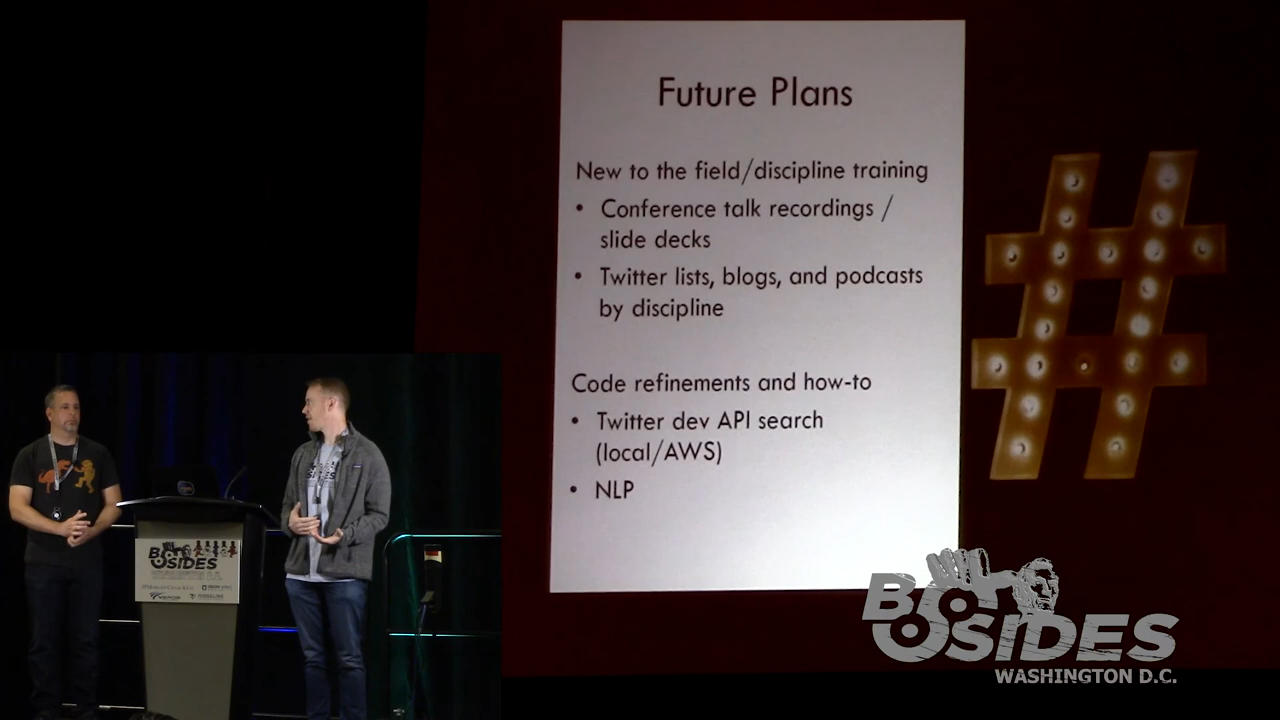 Future Plans
New to the field/discipline training
• Conference talk recordings /
slide decks
• Twitter lists, blogs, and podcasts
by discipline
Code refinements and how-to
• Twitter dev API search
(local/AWS)
• NLP
#
BSIDES
BSIDES
WASHINGTON D.C.